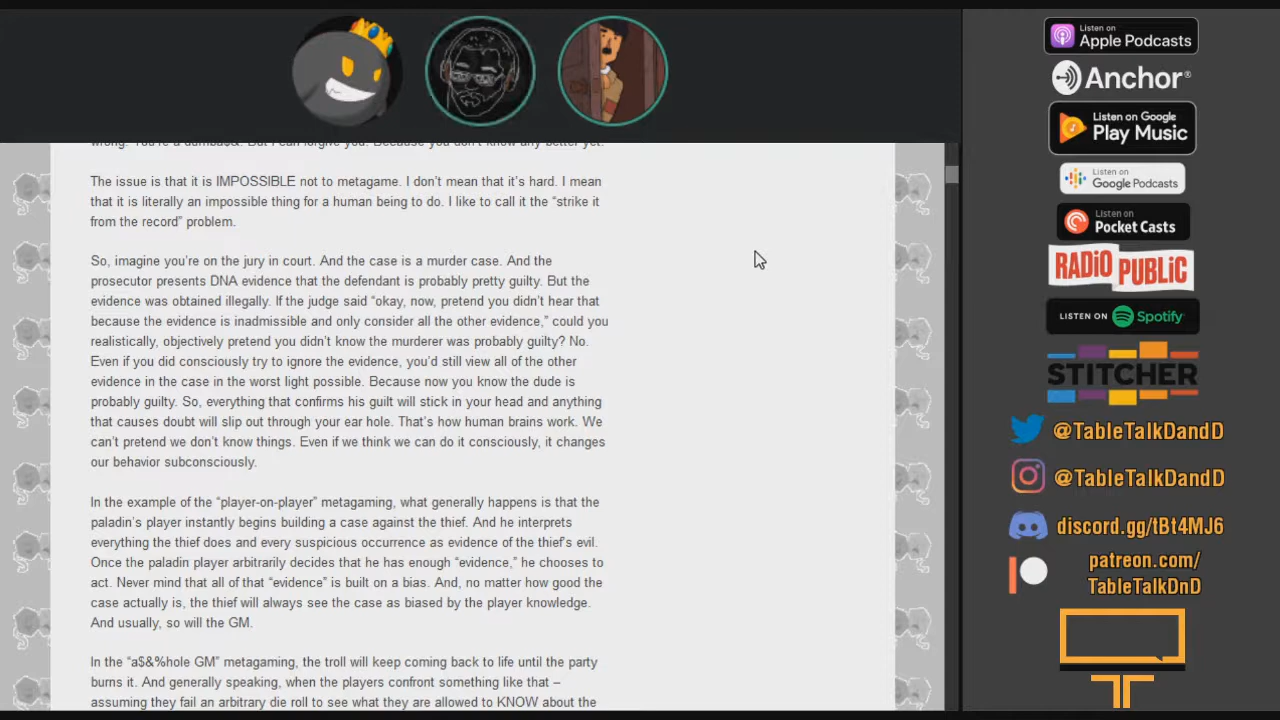 wrong. You're a dumba$&. But I can forgive you. Because you don't know any better yet.
The issue is that it is IMPOSSIBLE not to metagame. I don't mean that it's hard. I mean
that it is literally an impossible thing for a human being to do. I like to call it the “strike it
from the record” problem.
So, imagine you're on the jury in court. And the case is a murder case. And the
prosecutor presents DNA evidence that the defendant is probably pretty guilty. But the
evidence was obtained illegally. If the judge said “okay, now, pretend you didn't hear that
because the evidence is inadmissible and only consider all the other evidence,” could you
realistically, objectively pretend you didn't know the murderer was probably guilty? No.
Even if you did consciously try to ignore the evidence, you'd still view all of the other
evidence in the case in the worst light possible. Because now you know the dude is
probably guilty. So, everything that confirms his guilt will stick in your head and anything
that causes doubt will slip out through your ear hole. That's how human brains work. We
can't pretend we don't know things. Even if we think we can do it consciously, it changes
our behavior subconsciously.
In the example of the “player-on-player” metagaming, what generally happens is that the
paladin's player instantly begins building a case against the thief. And he interprets
everything the thief does and every suspicious occurrence as evidence of the thief's evil.
Once the paladin player arbitrarily decides that he has enough “evidence,” he chooses to
act. Never mind that all of that “evidence” is built on a bias. And, no matter how good the
case actually is, the thief will always see the case as biased by the player knowledge.
And usually, so will the GM.
In the “a$&%hole GM” metagaming, the troll will keep coming back to life until the party
burns it. And generally speaking, when the players confront something like that –
assuming they fail an arbitrary die roll to see what they are allowed to KNOW about the
Listen on
Apple Podcasts
Anchor®
Listen on Google
Play Music
Listen on
Google Podcasts
Listen on
Pocket Casts
RADiO PUBLiC
LISTEN ON Spotify
STITCHER
@TableTalkDandD
@TableTalkDandD
discord.gg/tBt4MJ6
patreon.com/
TableTalkDnD